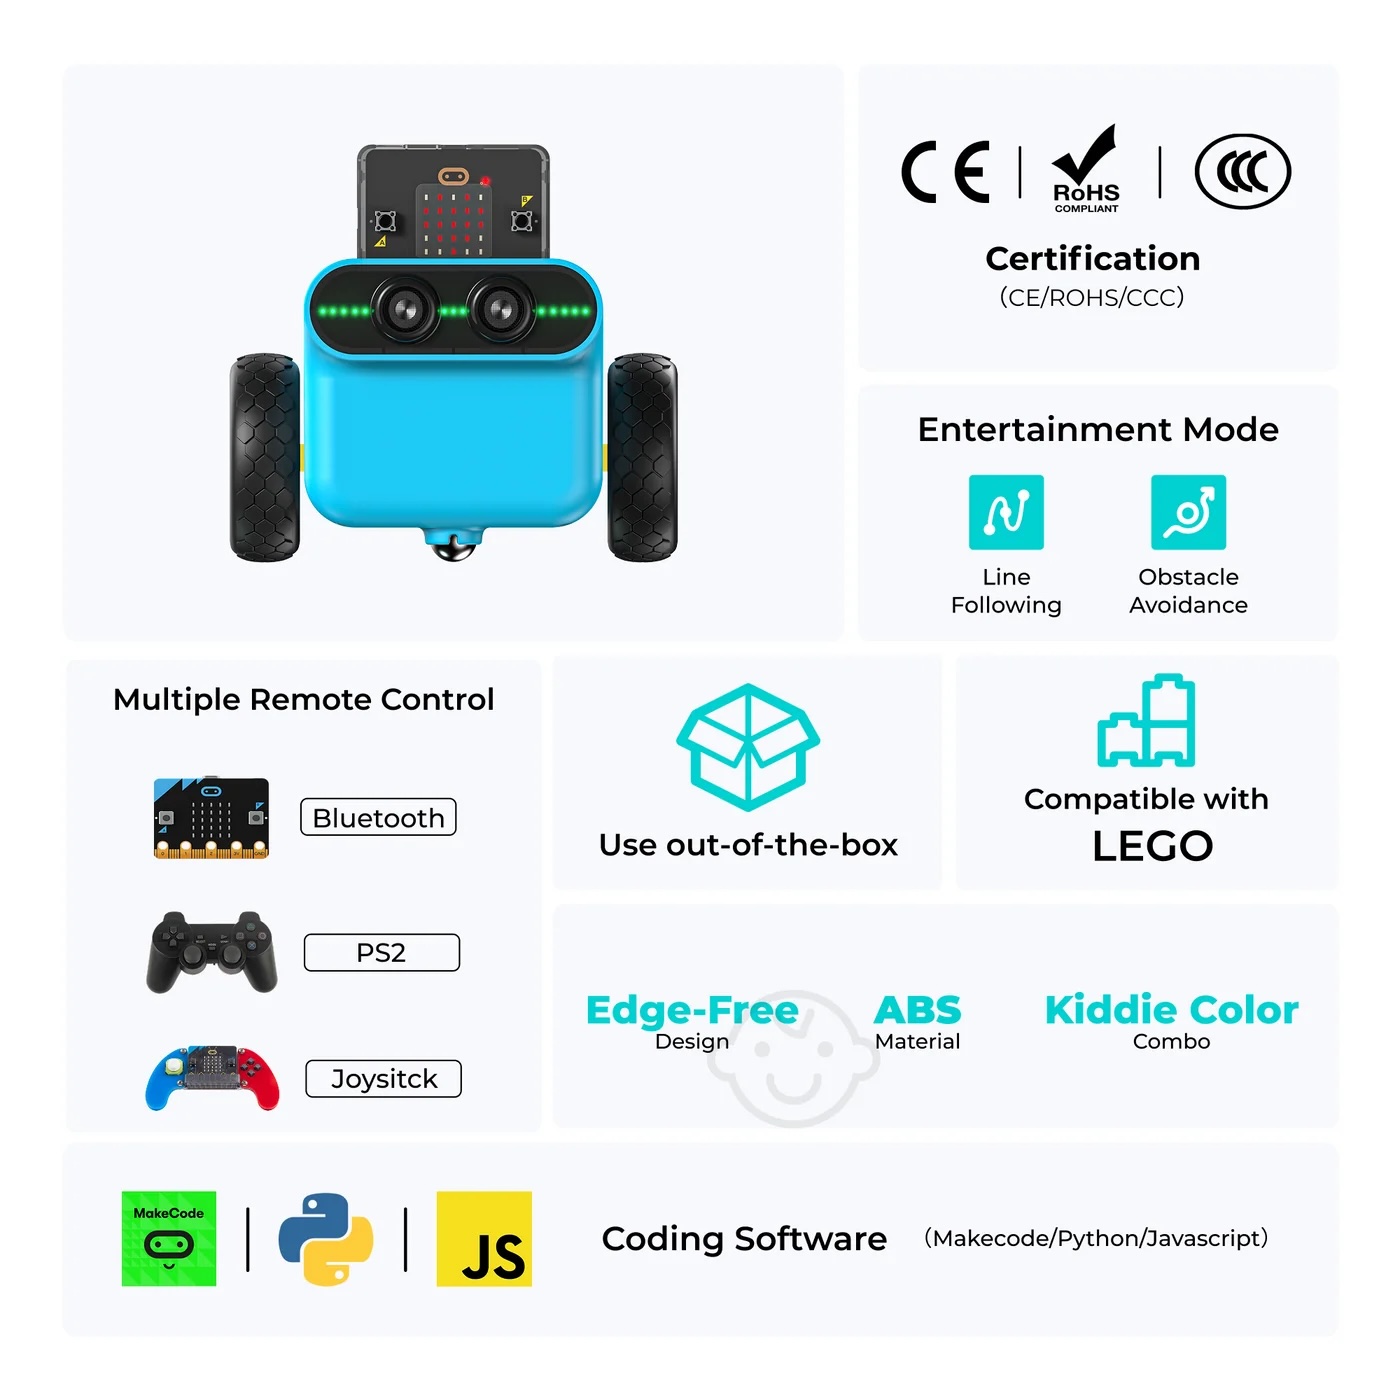 CE
RoHS
COMPLIANT
CCC
Certification
（CE/ROHS/CCC）
A
B
Entertainment Mode
Line
Following
Obstacle
Avoidance
Multiple Remote Control
Bluetooth
PS2
Joysitck
Use out-of-the-box
Compatible with
LEGO
Edge-Free
Design
ABS
Material
Kiddie Color
Combo
MakeCode
JS
Coding Software （Makecode/Python/Javascript）